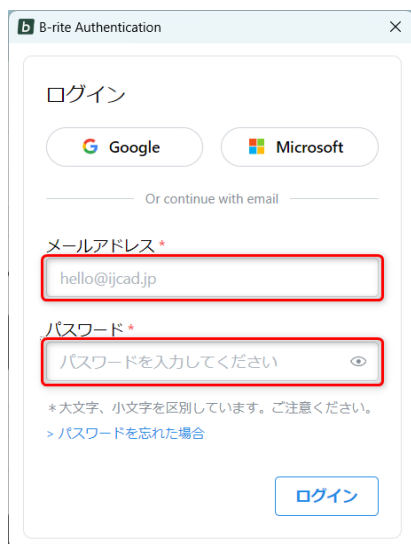 b B-rite Authentication
ログイン
Google Microsoft
Or continue with email
メールアドレス *
hello@ijcad.jp
パスワード *
パスワードを入力してください
*大文字、小文字を区別しています。ご注意ください。
> パスワードを忘れた場合
ログイン